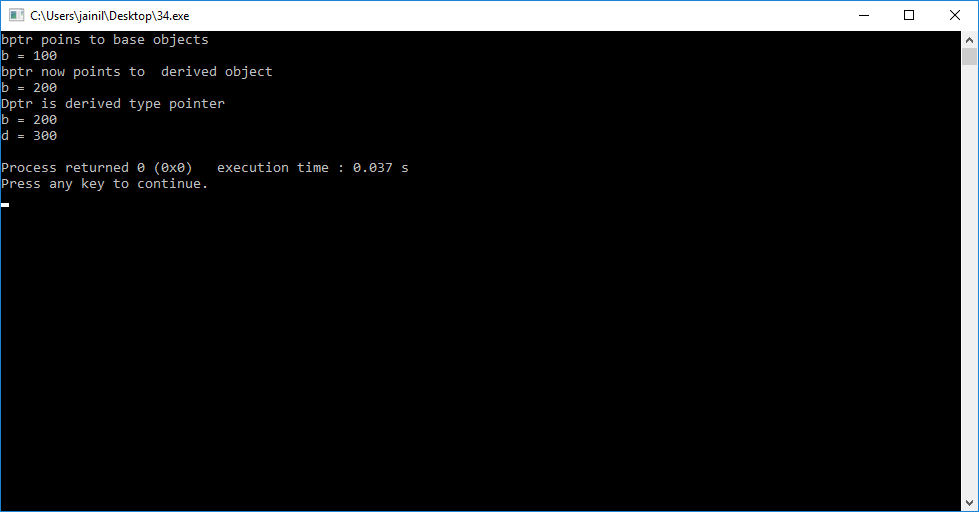 C:\Users\jainil\Desktop\34.exe
bptr poins to base objects
b = 100
bptr now points to  derived object
b = 200
Dptr is derived type pointer
b = 200
d = 300
Process returned 0 (0x0)   execution time : 0.037 s
Press any key to continue.